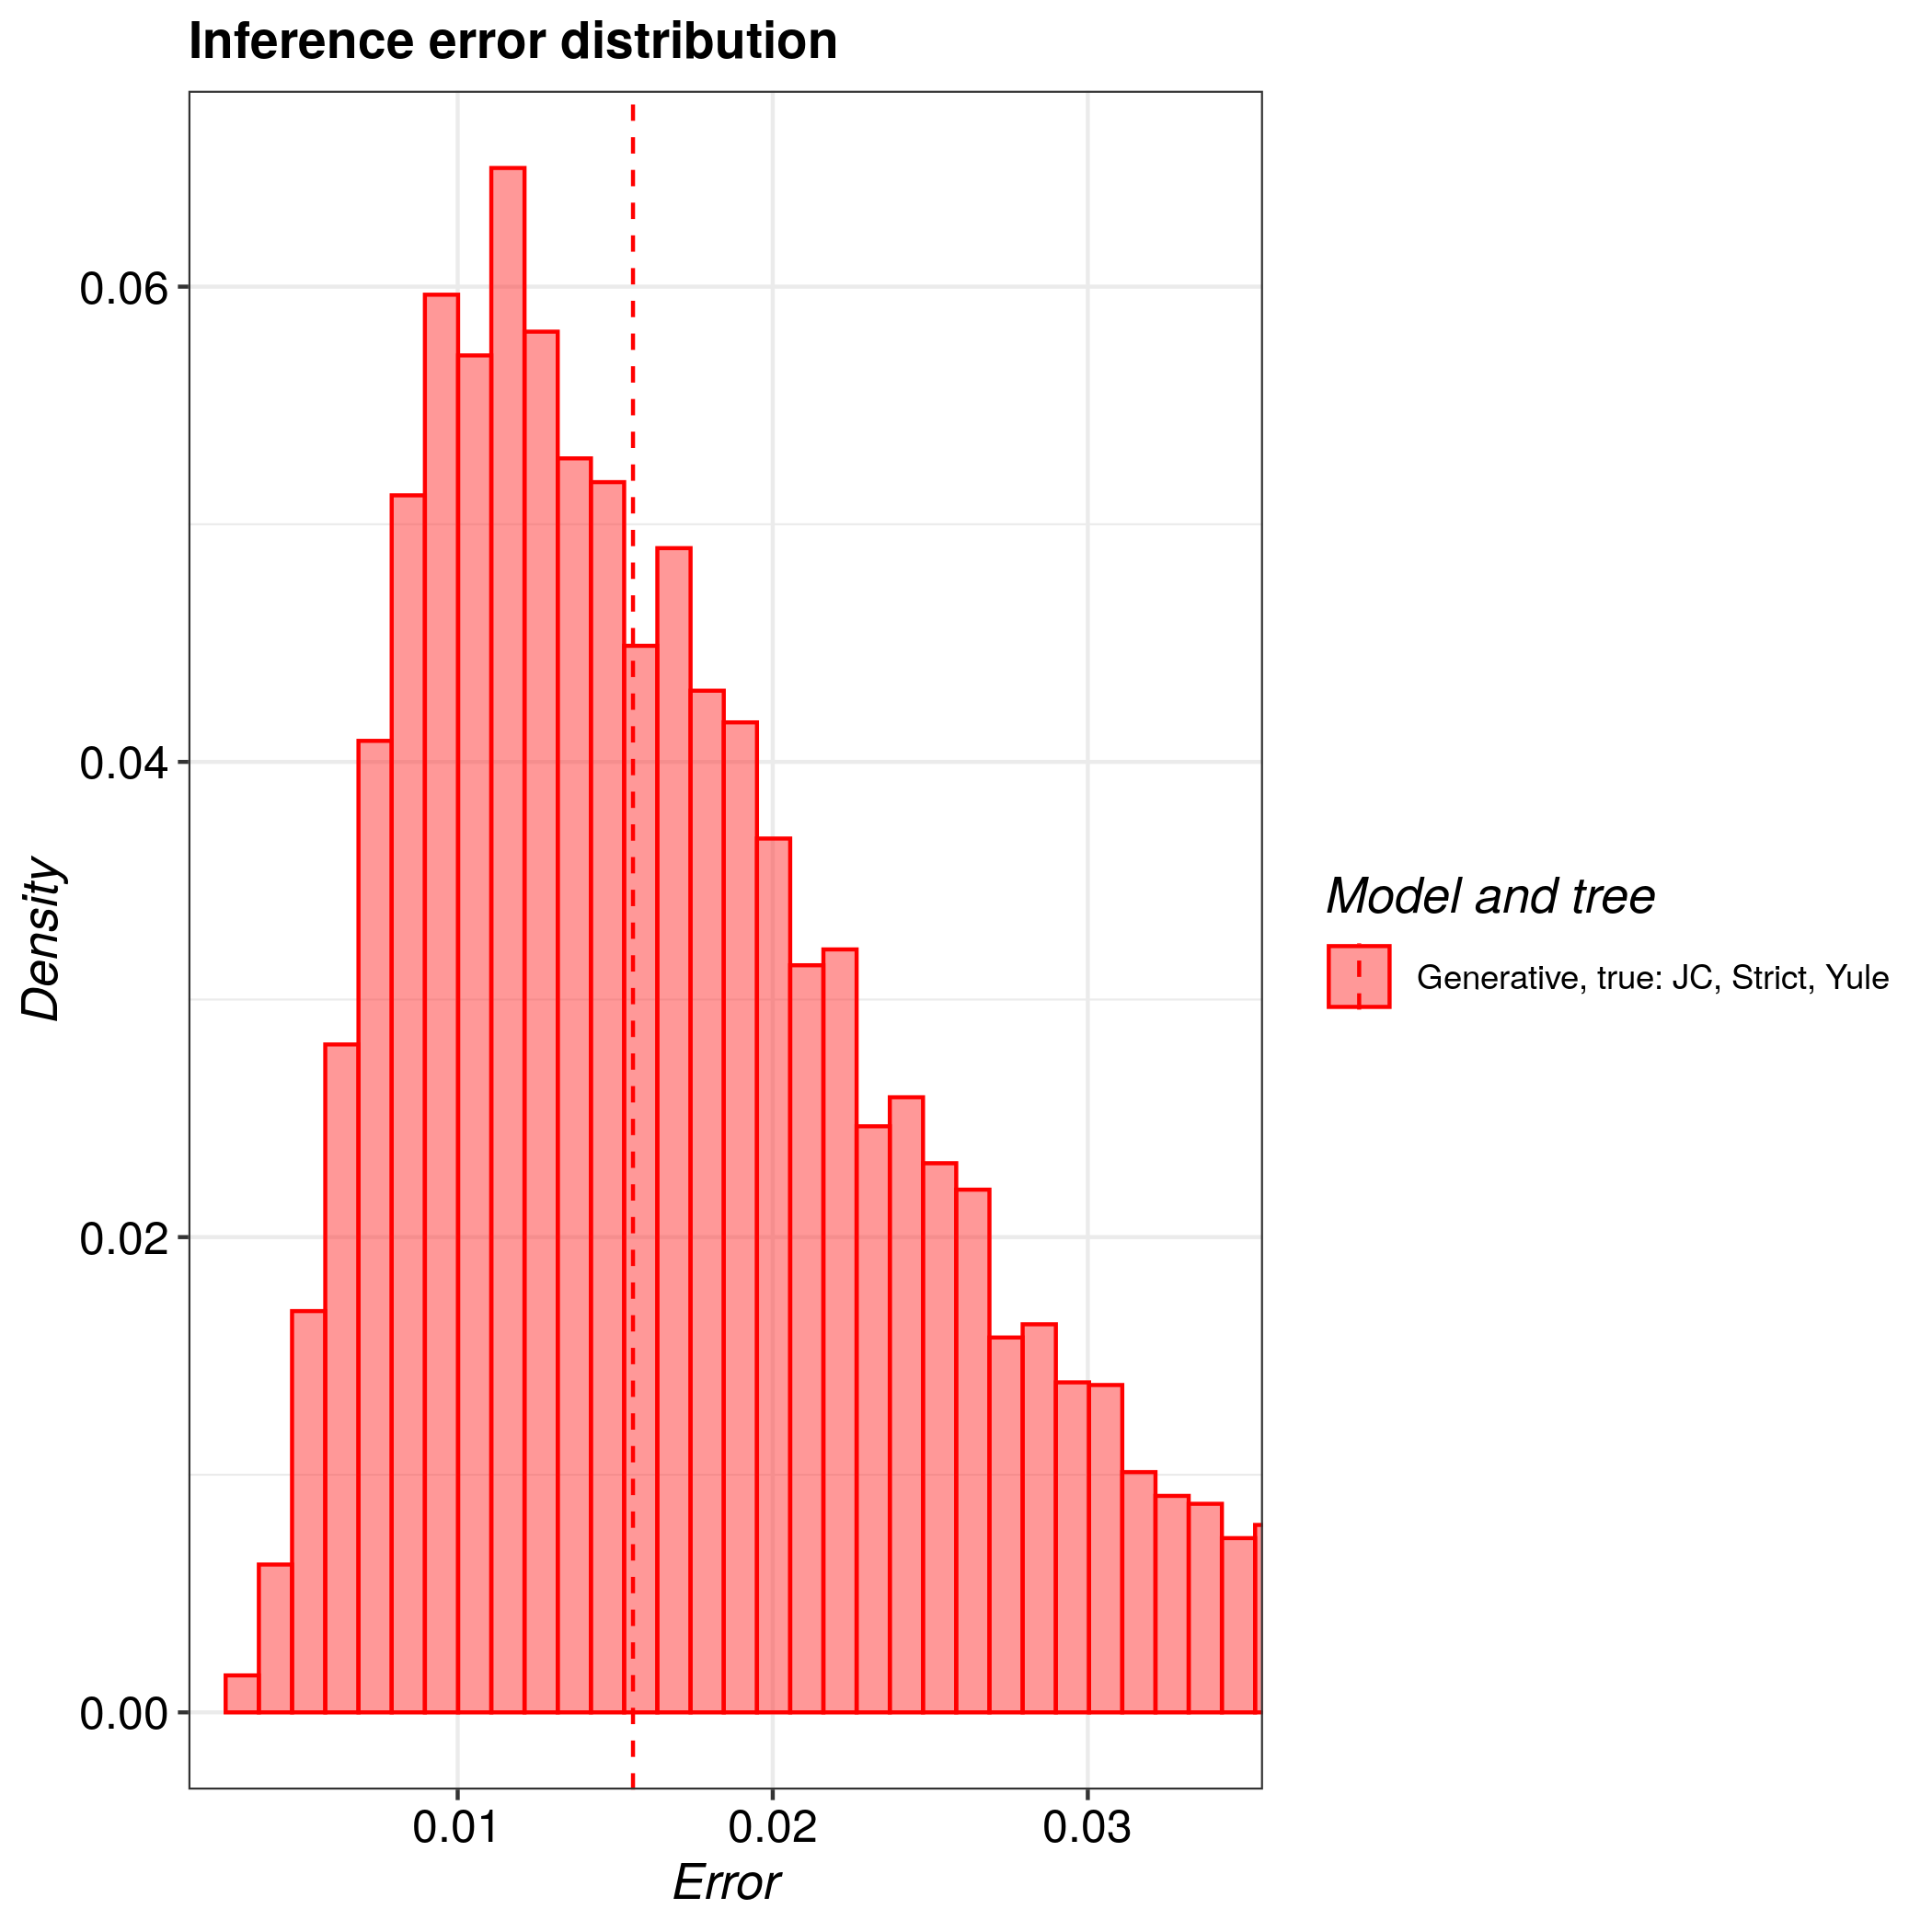 Inference error distribution
0.06
0.04
0.02
0.00
Density
0.01
0.02
0.03
Error
Model and tree
Generative, true: JC, Strict, Yule